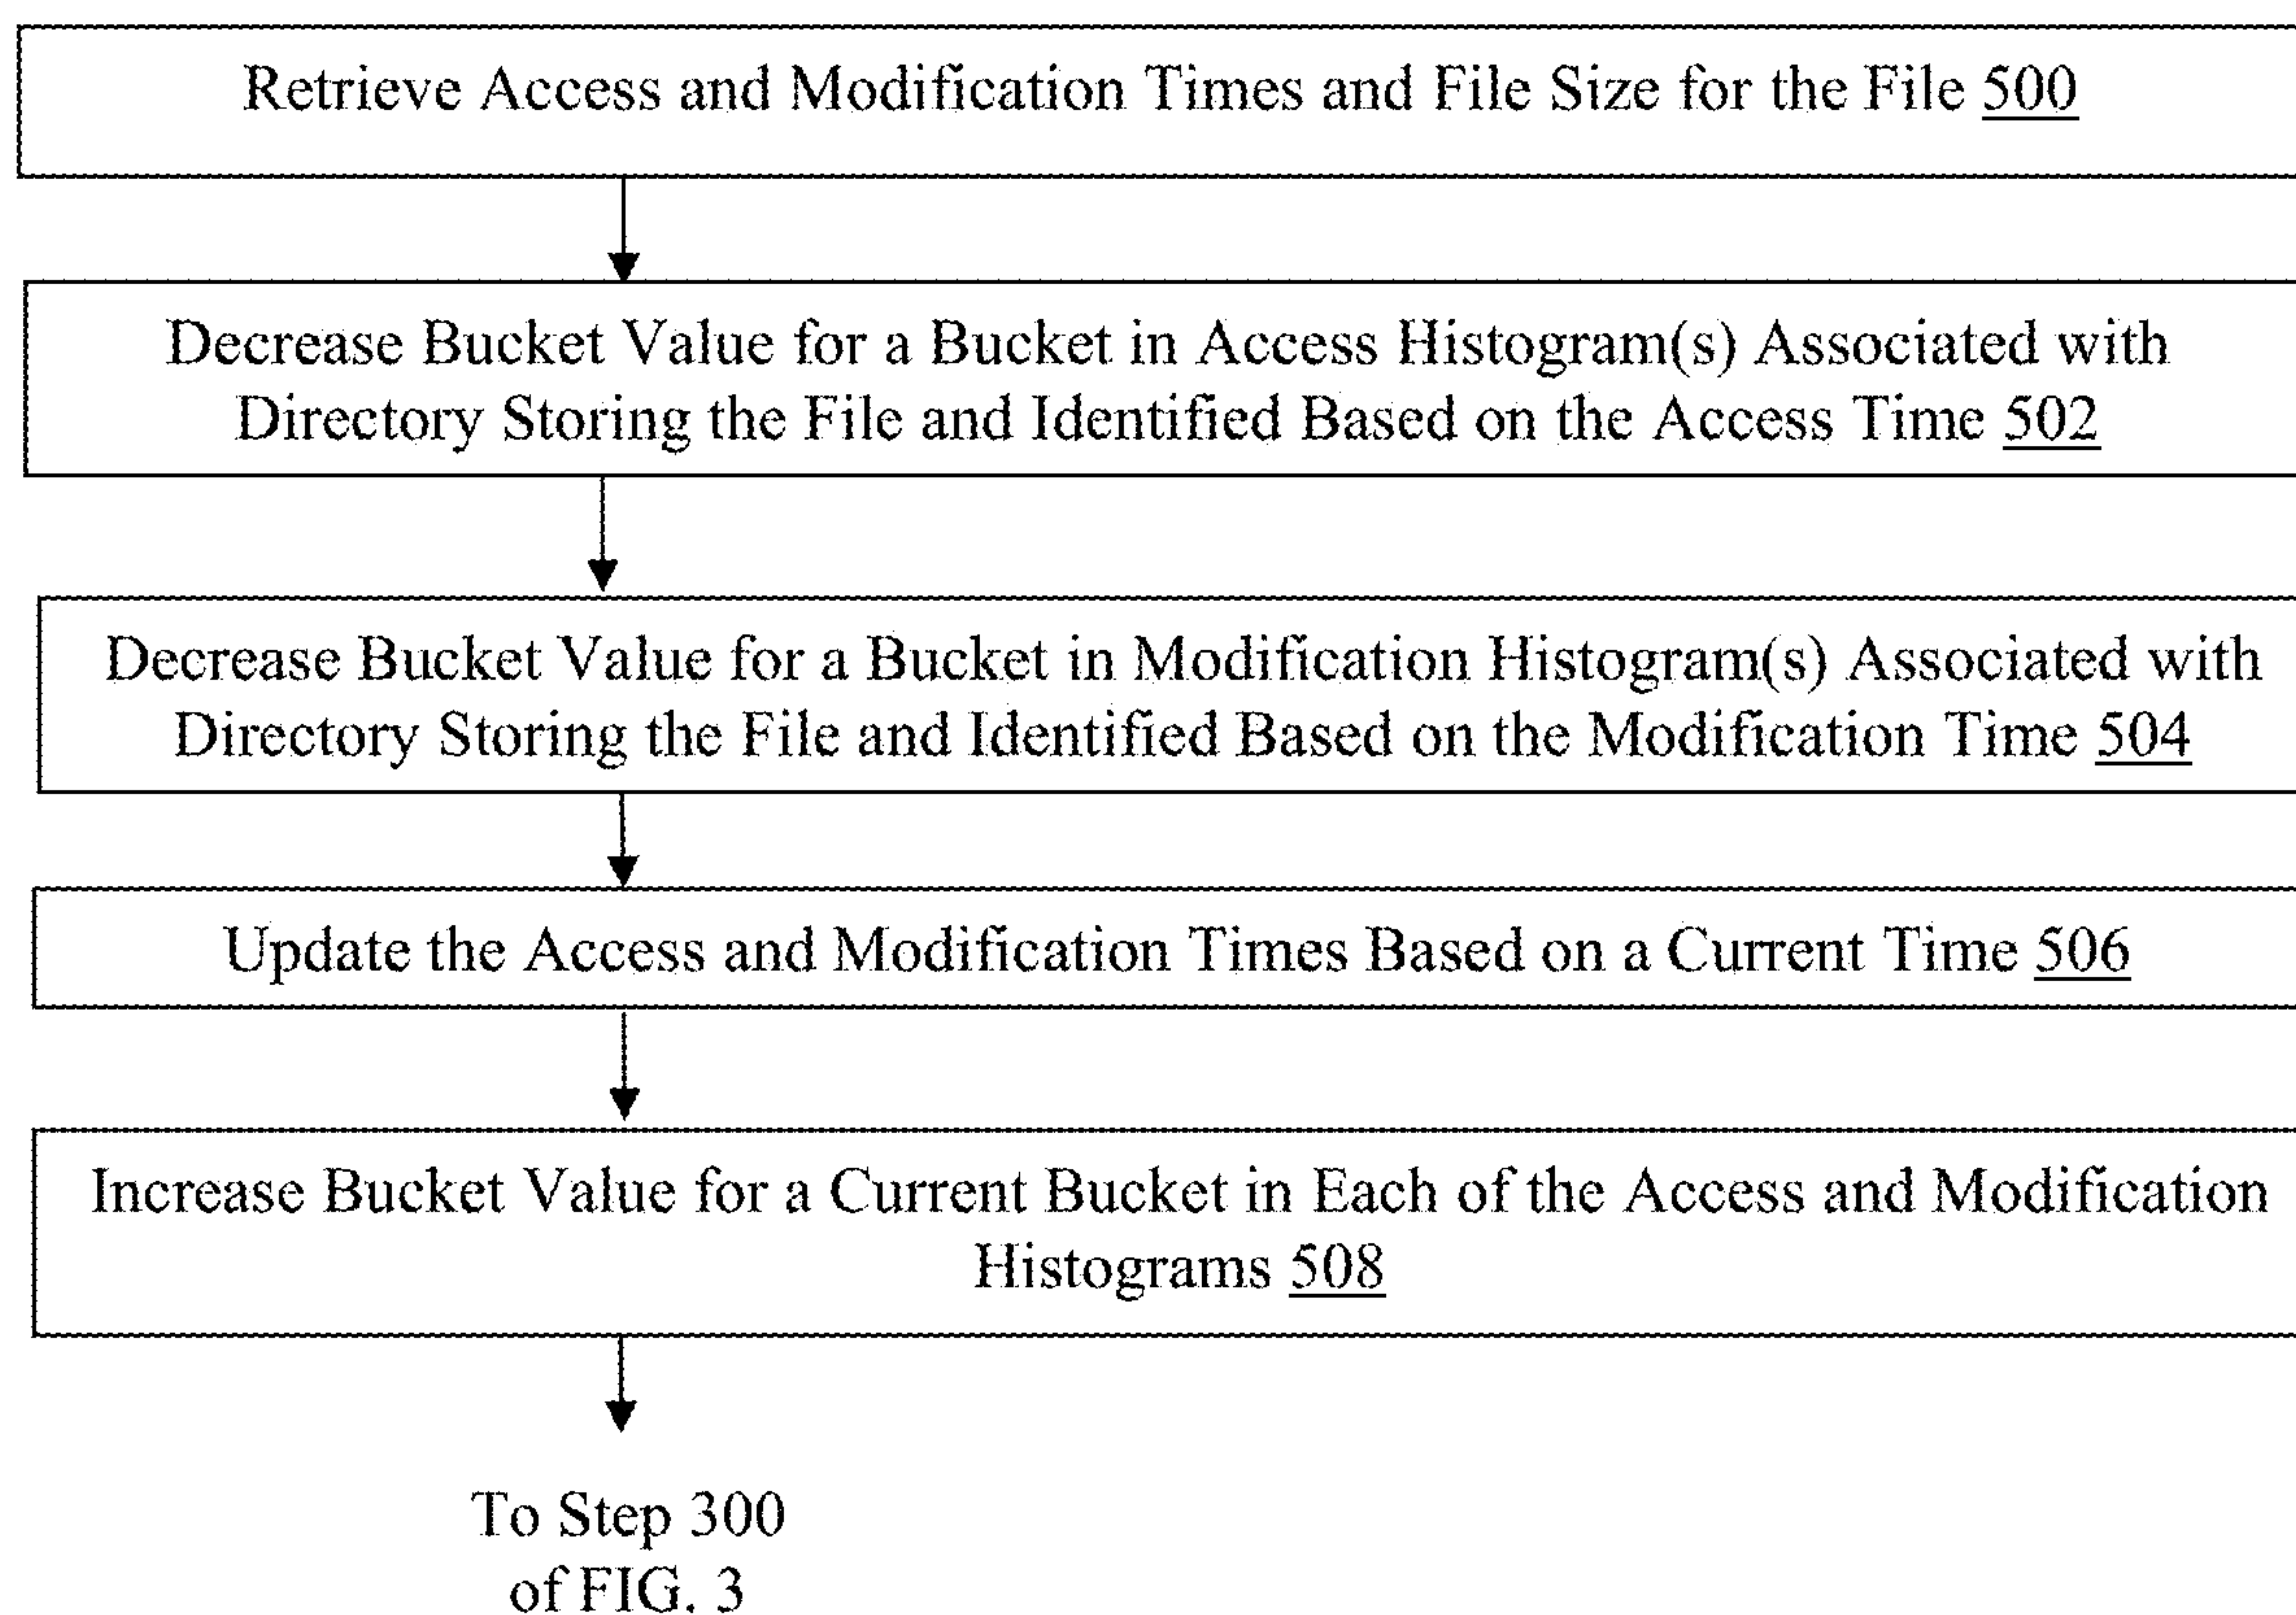 Retrieve Access and Modification Times and File Size for the File 500
Decrease Bucket Value for a Bucket in Access Histogram(s) Associated with
Directory Storing the File and Identified Based on the Access Time 502
Decrease Bucket Value for a Bucket in Modification Histogram(s) Associated with
Directory Storing the File and Identified Based on the Modification Time 504
Update the Access and Modification Times Based on a Current Time 506
Increase Bucket Value for a Current Bucket in Each of the Access and Modification
Histograms 508
To Step 300
of FIG. 3